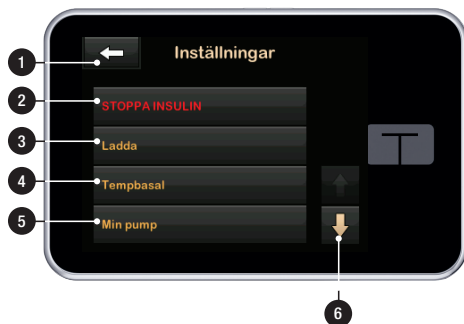 Inställningar
1
2
STOPPA INSULIN
3
Ladda
4
Tempbasal
5
Min pump
6